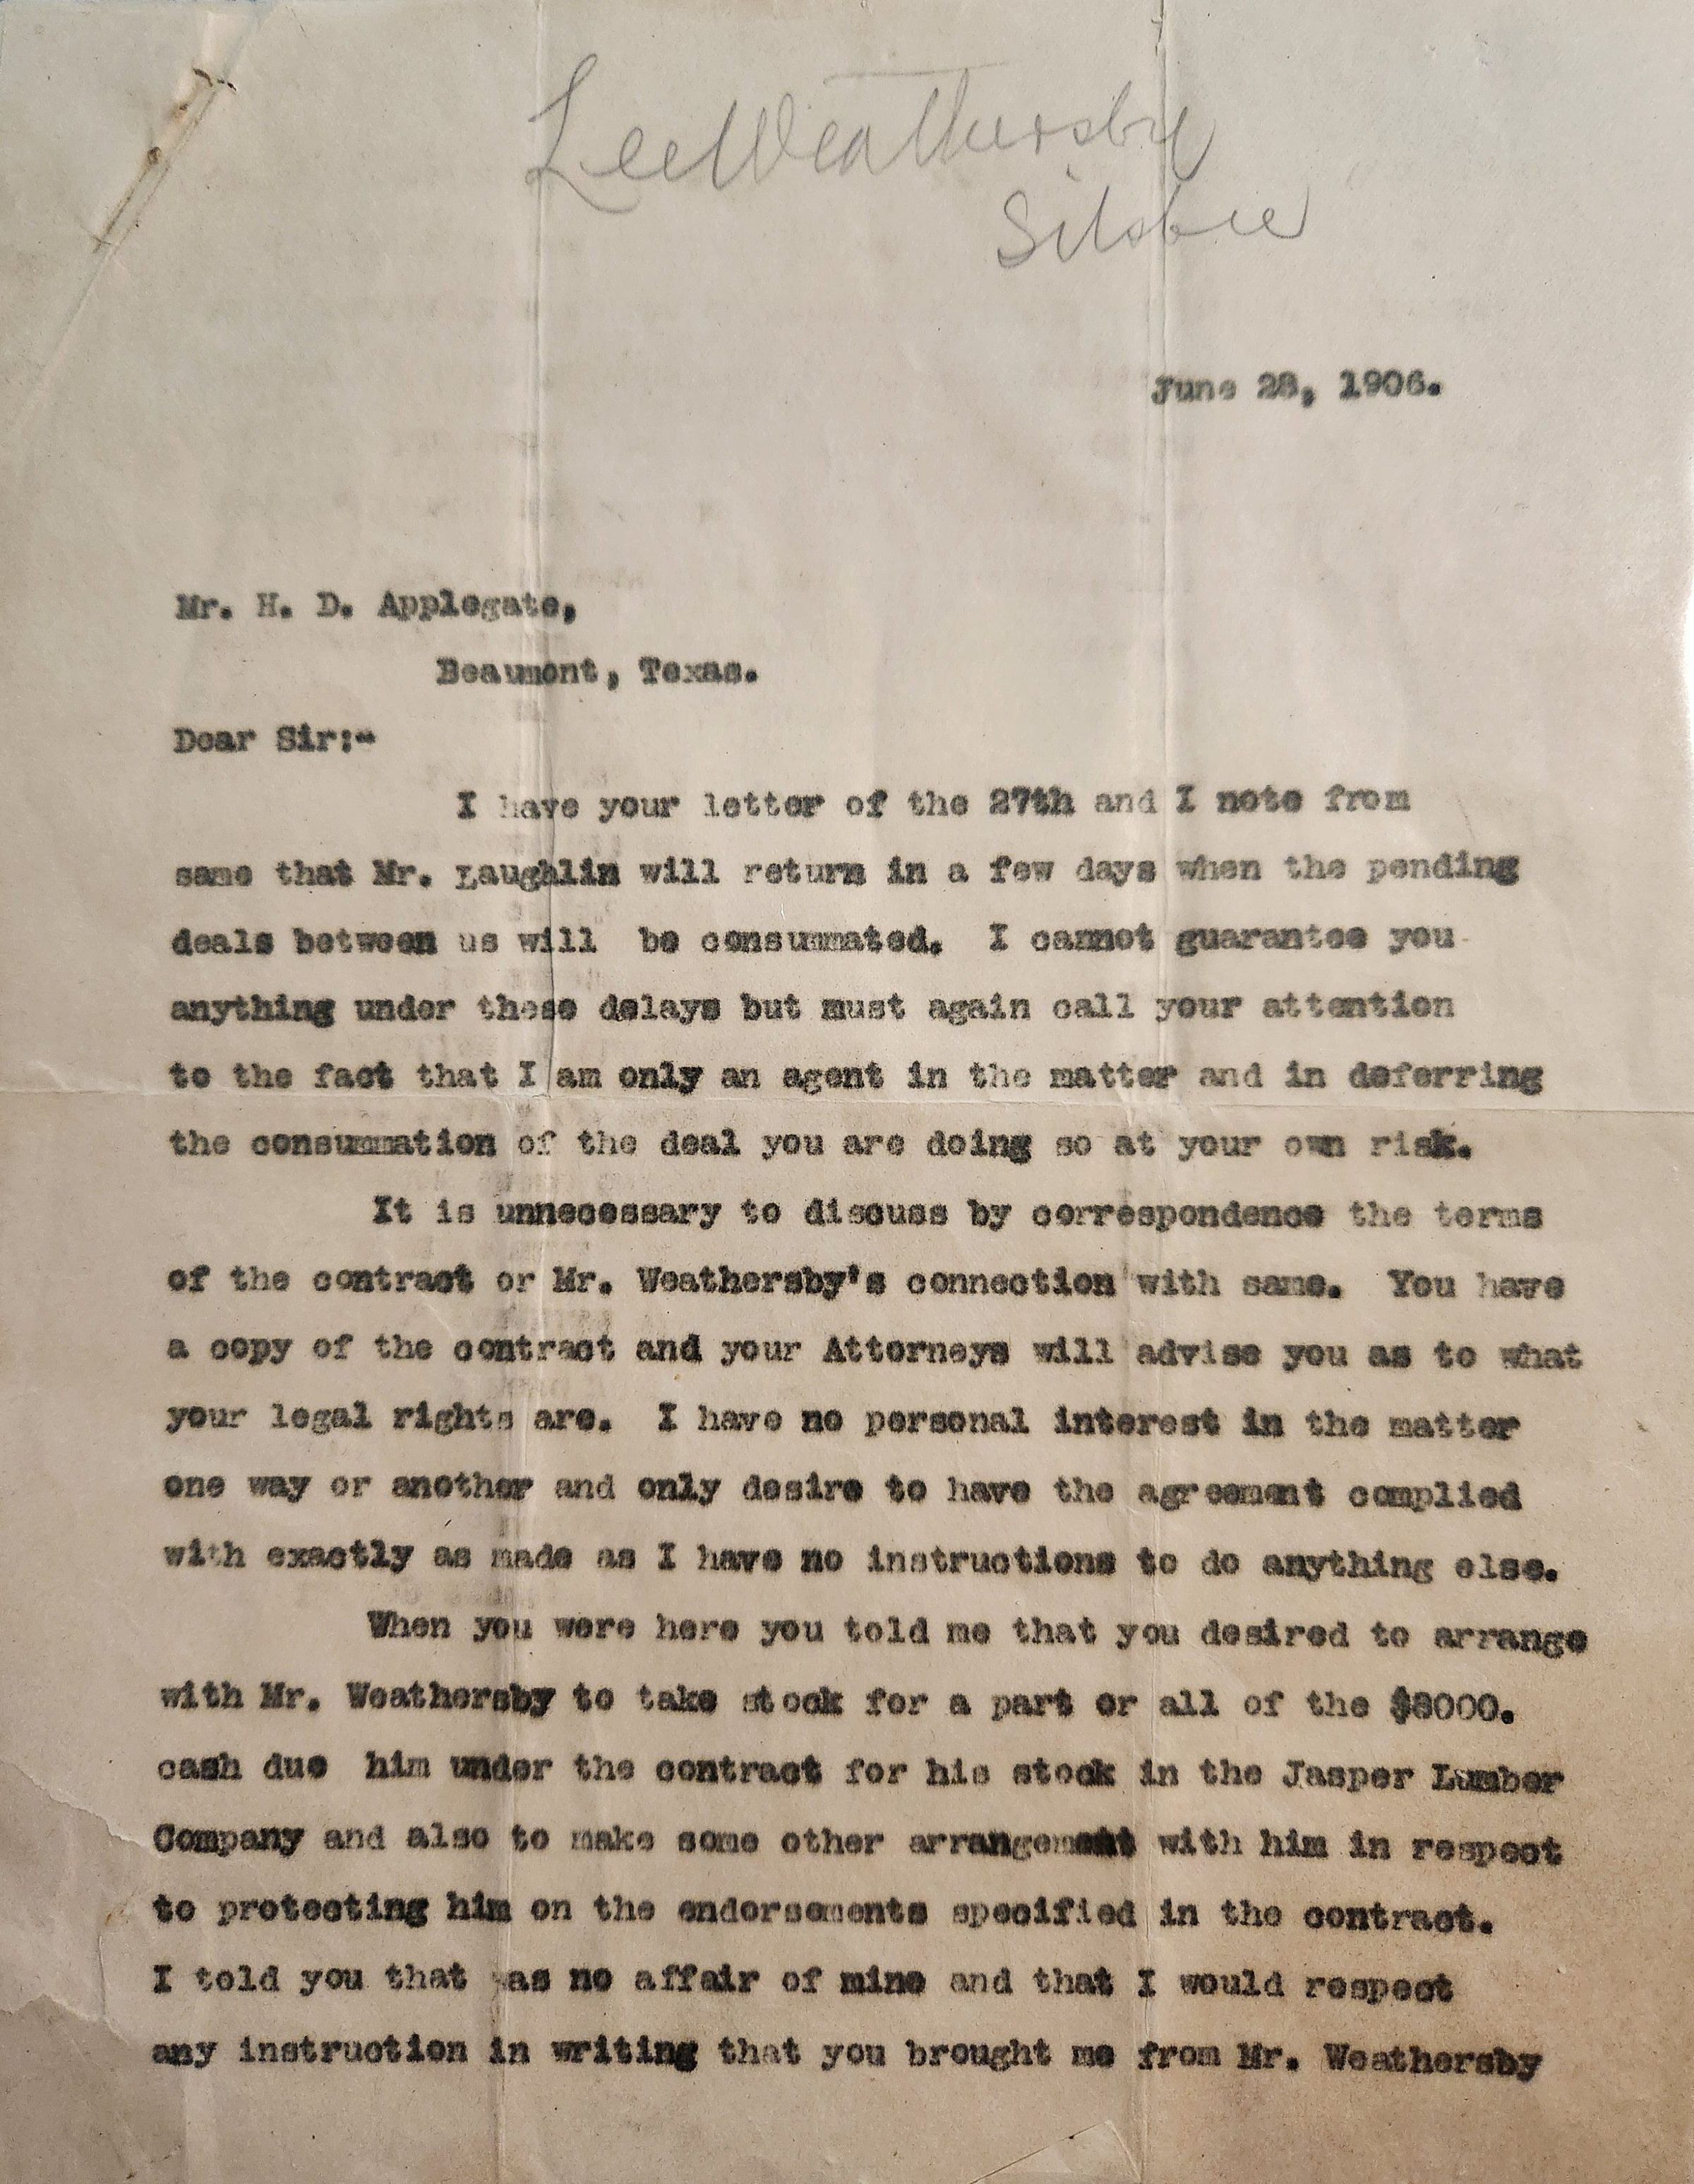 Lee Weathersby
Silsbee
June 28, 1906.
Mr. H. D. Applegate,
Beaumont, Texas.
Dear Sir:-
I have your letter of the 27th and I note from
same that Mr. Laughlin will return in a few days when the pending
deals between us will be consummated. I cannot guarantee you
anything under these delays but must again call your attention
to the fact that I am only an agent in the matter and in deferring
the consummation of the deal you are doing so at your own risk.
It is unnecessary to discuss by correspondence the terms
of the contract or Mr. Weathersby's connection with same. You have
a copy of the contract and your Attorneys will advise you as to what
your legal rights are. I have no personal interest in the matter
one way or another and only desire to have the agreement complied
with exactly as made as I have no instructions to do anything else.
When you were here you told me that you desired to arrange
with Mr. Weathersby to take stock for a part or all of the $8000.
cash due him under the contract for his stock in the Jasper Lumber
Company and also to make some other arrangement with him in respect
to protecting him on the endorsements specified in the contract.
I told you that was no affair of mine and that I would respect
any instruction in writing that you brought me from Mr. Weathersby